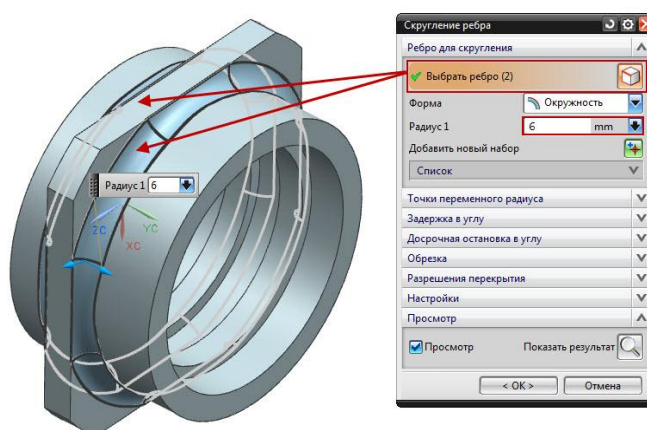 Скругление ребра
Ребро для скругления
Выбрать ребро (2)
Форма
Окружность
Радиус 1
6 mm
Добавить новый набор
Список
Точки переменного радиуса
Задержка в углу
Досрочная остановка в углу
Обрезка
Разрешения перекрытия
Настройки
Просмотр
Просмотр Показать результат
< OK > Отмена
Радиус 1 6
ZC
YC
XC